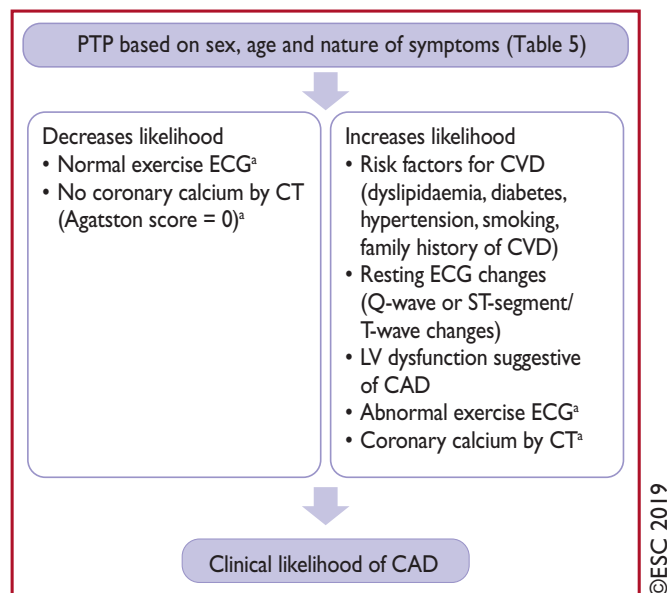 PTP based on sex, age and nature of symptoms (Table 5)
Decreases likelihood
• Normal exercise ECGᵃ
• No coronary calcium by CT
(Agatston score = 0)ᵃ
Increases likelihood
• Risk factors for CVD
(dyslipidaemia, diabetes,
hypertension, smoking,
family history of CVD)
• Resting ECG changes
(Q-wave or ST-segment/
T-wave changes)
• LV dysfunction suggestive
of CAD
• Abnormal exercise ECGᵃ
• Coronary calcium by CTᵃ
Clinical likelihood of CAD
©ESC 2019